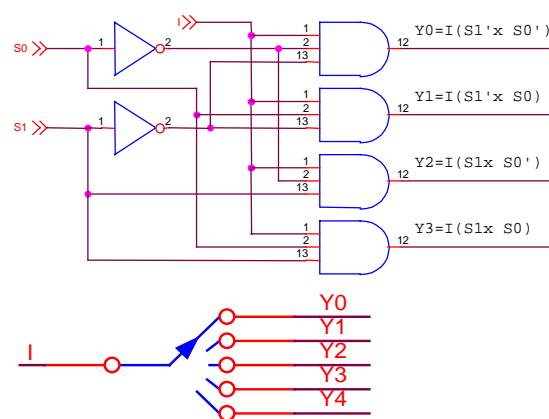 I
1 12 Y0=I(S1'x S0')
S0 1 2 2
13
1 Y1=I(S1'x S0)
2 12
S1 1 2 13
1 Y2=I(S1x S0')
2 12
13
1 Y3=I(S1x S0)
2 12
13
Y0
Y1
I Y2
Y3
Y4